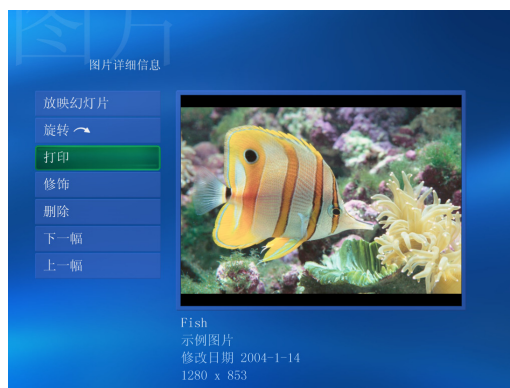 图片
图片详细信息
放映幻灯片
旋转
打印
修饰
删除
下一幅
上一幅
Fish
示例图片
修改日期 2004-1-14
1280 x 853